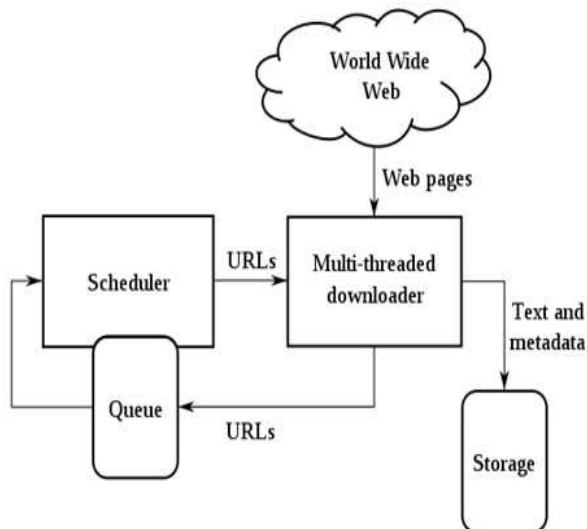 World Wide
Web
Web pages
Scheduler
URLs
Multi-threaded
downloader
Text and
metadata
Queue
URLs
Storage